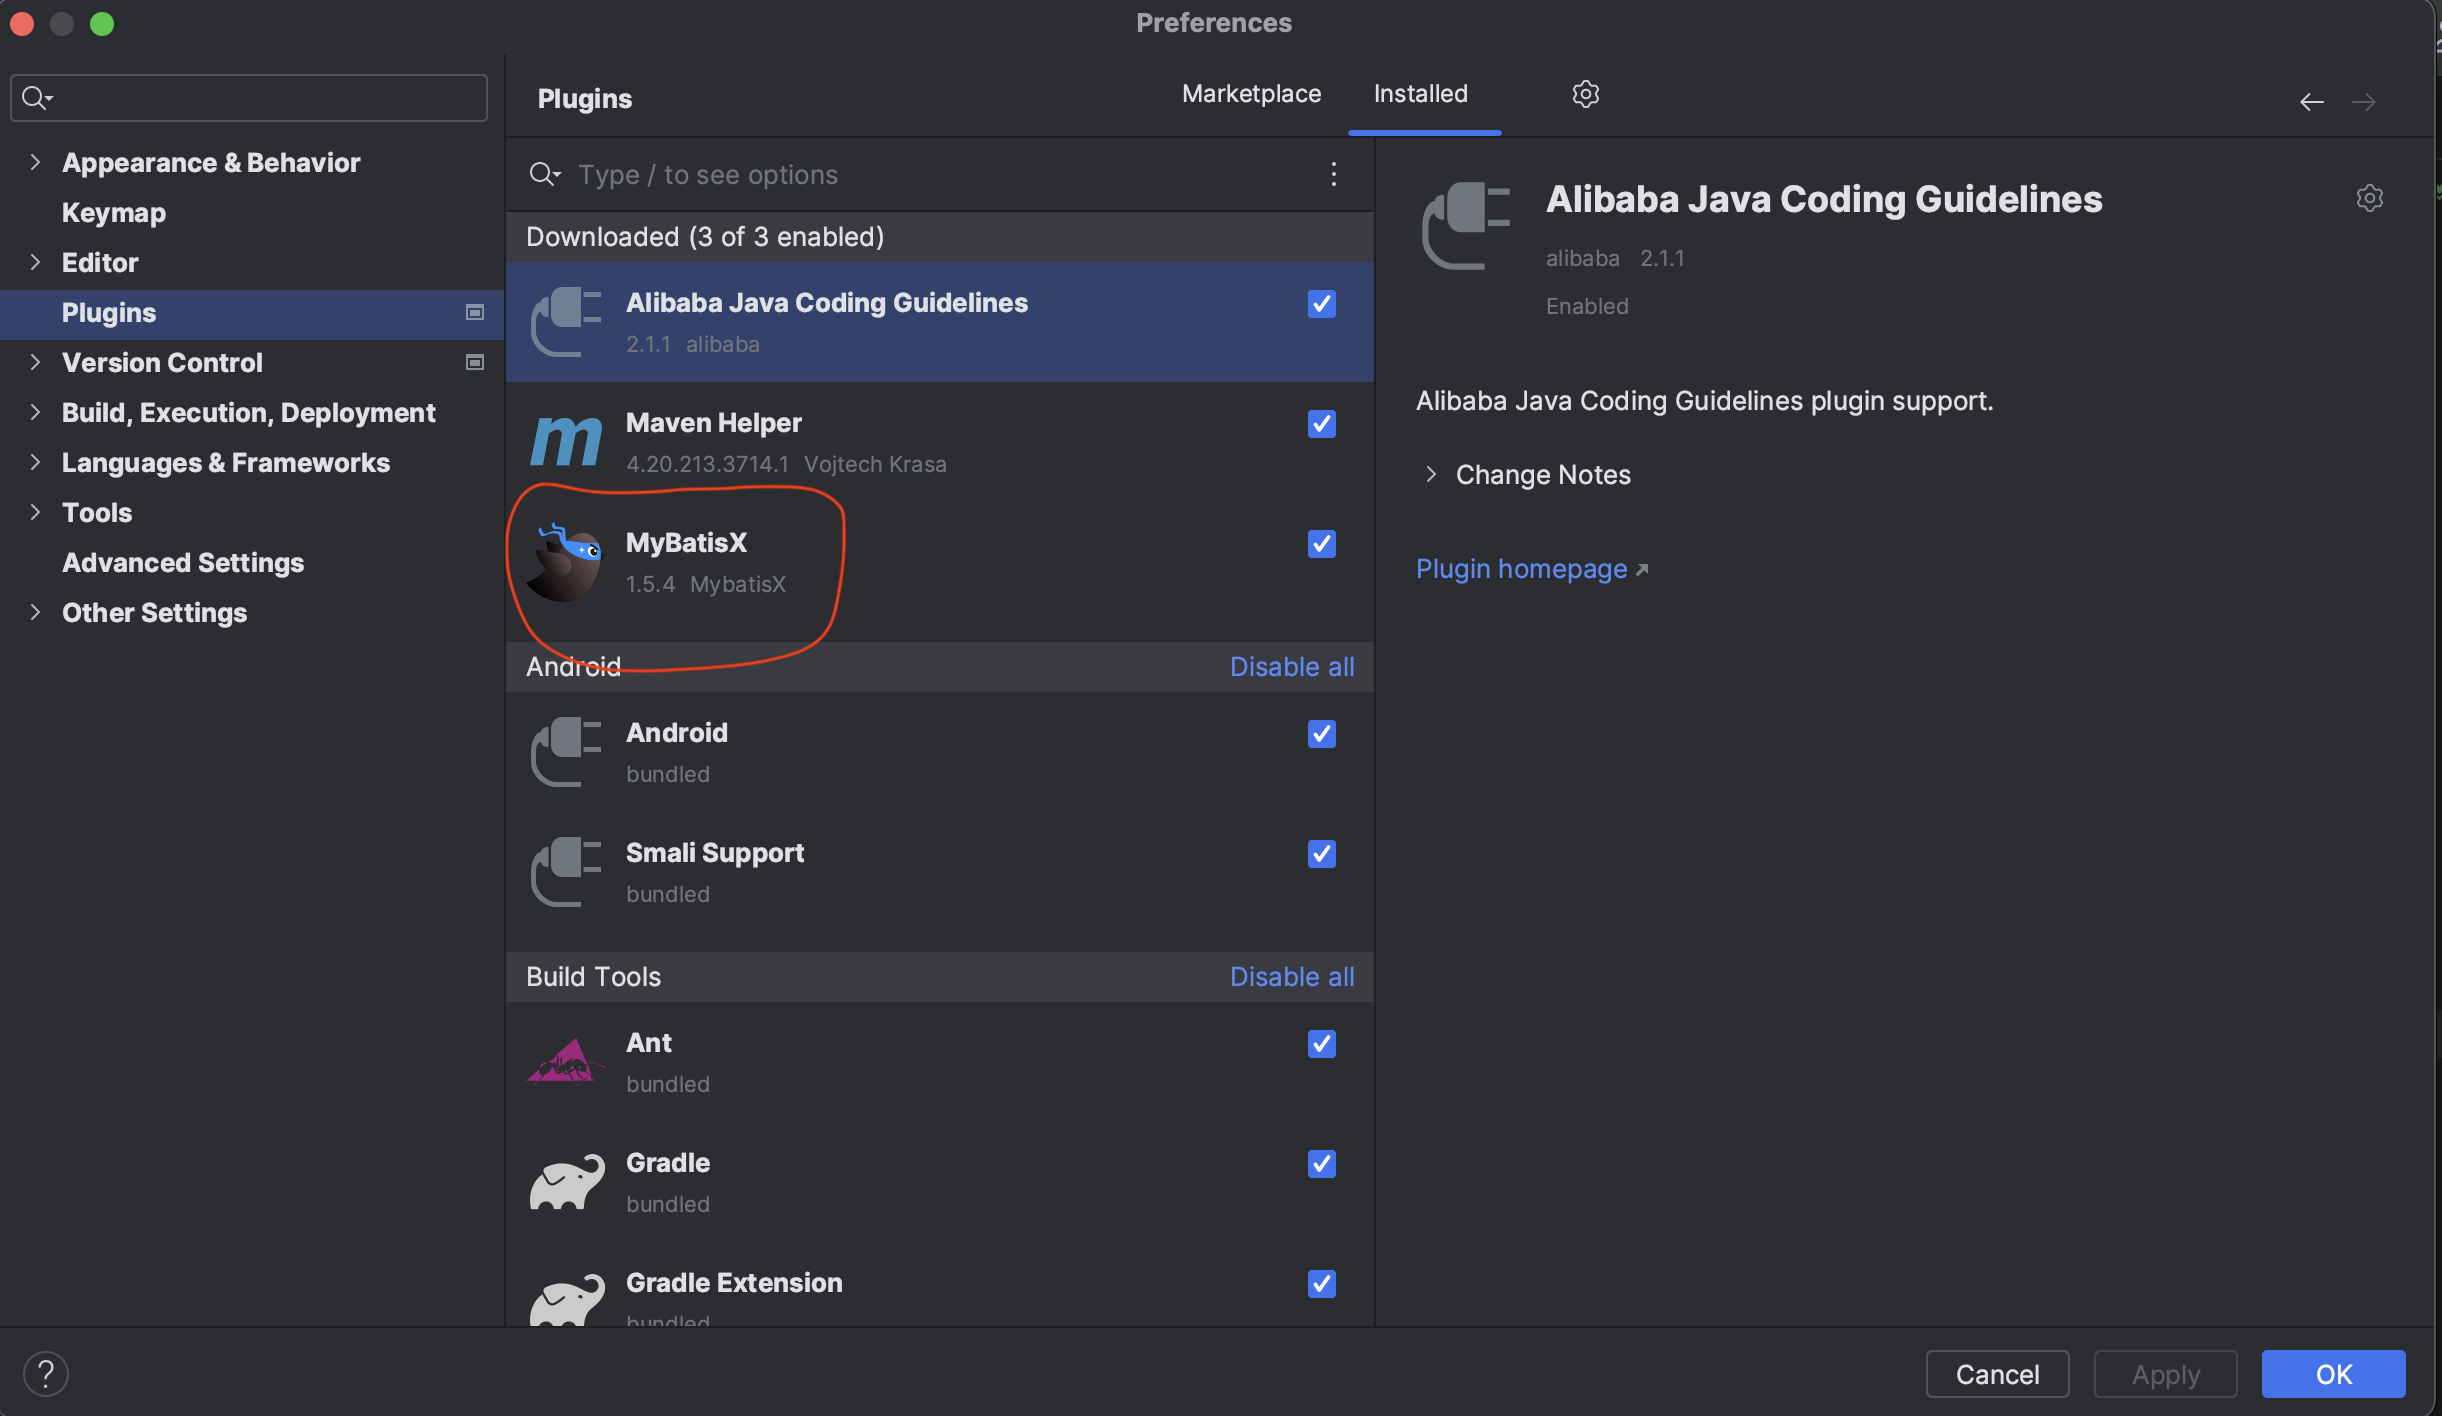 Preferences
Appearance & Behavior
Keymap
Editor
Plugins
Version Control
Build, Execution, Deployment
Languages & Frameworks
Tools
Advanced Settings
Other Settings
Plugins
Marketplace
Installed
Type / to see options
Downloaded (3 of 3 enabled)
Alibaba Java Coding Guidelines
2.1.1 alibaba
m
Maven Helper
4.20.213.3714.1 Vojtech Krasa
MyBatisX
1.5.4 MybatisX
Android Disable all
Android
bundled
Smali Support
bundled
Build Tools Disable all
Ant
bundled
Gradle
bundled
Gradle Extension
bundled
Alibaba Java Coding Guidelines
alibaba 2.1.1
Enabled
Alibaba Java Coding Guidelines plugin support.
Change Notes
Plugin homepage ↗
?
Cancel
Apply
OK